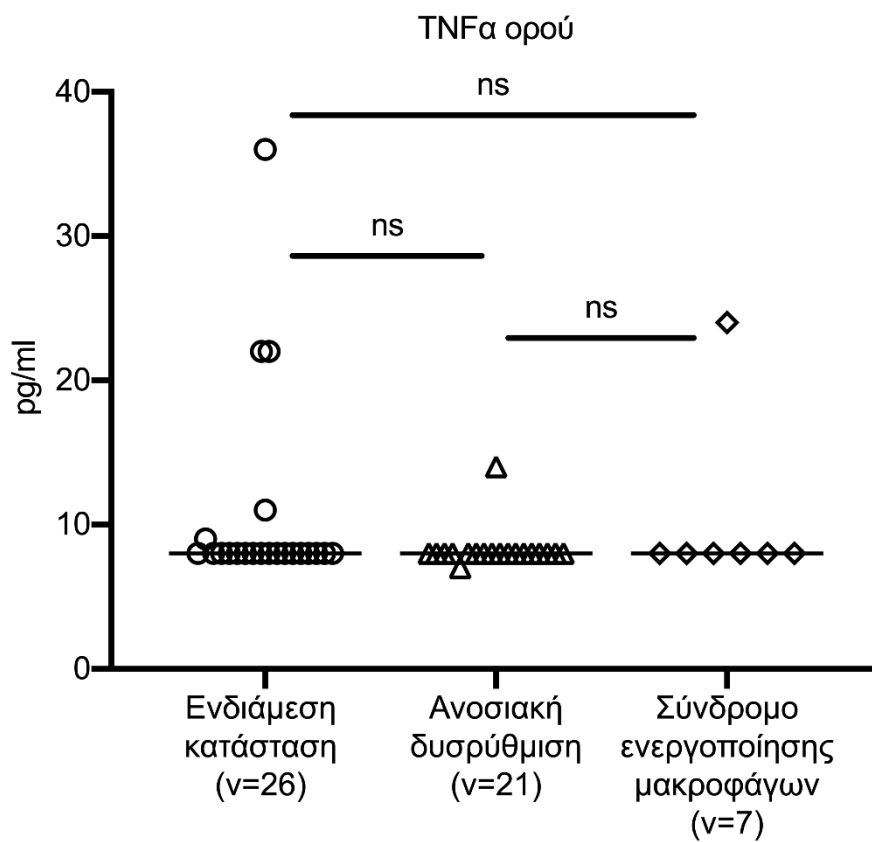 TNFα ορού
pg/ml
40
30
20
10
0
ns
ns
ns
Ενδιάμεση
κατάσταση
(ν=26)
Ανοσιακή
δυσρύθμιση
(ν=21)
Σύνδρομο
ενεργοποίησης
μακροφάγων
(ν=7)